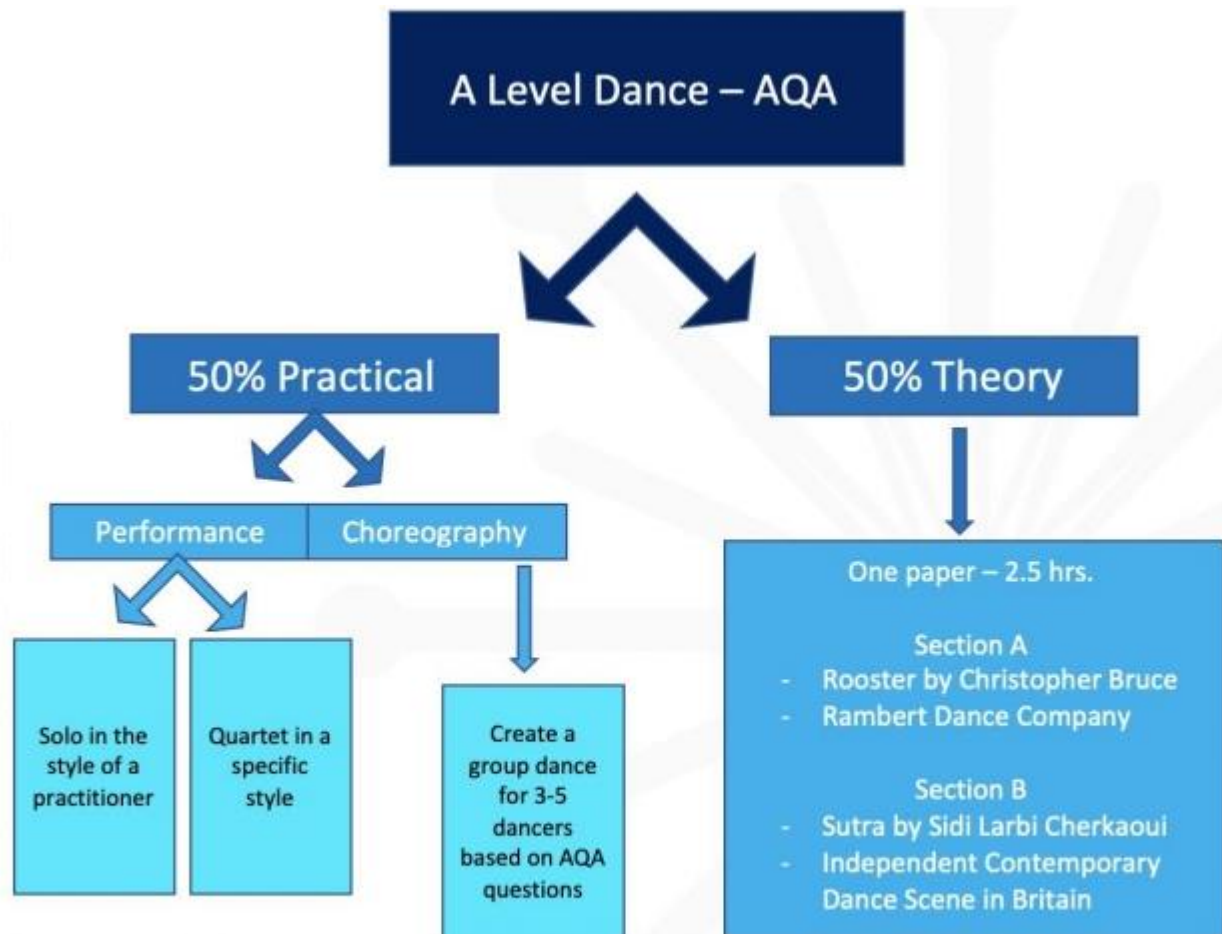 A Level Dance – AQA
50% Practical
50% Theory
Performance
Choreography
Solo in the
style of a
practitioner
Quartet in a
specific
style
Create a
group dance
for 3-5
dancers
based on AQA
questions
One paper – 2.5 hrs.
Section A
- Rooster by Christopher Bruce
- Rambert Dance Company
Section B
- Sutra by Sidi Larbi Cherkaoui
- Independent Contemporary
Dance Scene in Britain